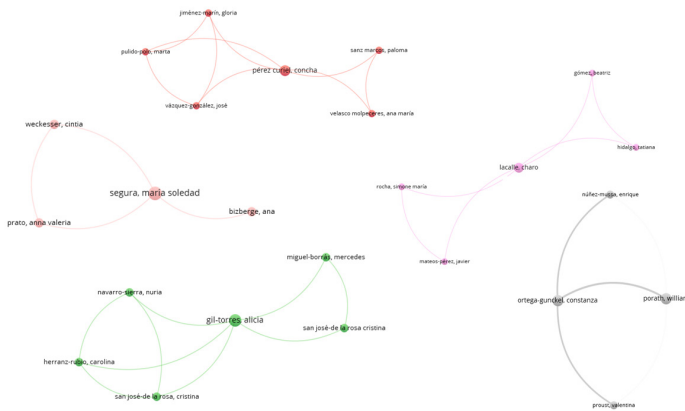 jiménez-marín, gloria
pulido-polo, marta
sanz marcos, paloma
pérez curiel, concha
gómez, beatriz
vázquez-gonzález, josé
velasco molpeceres, ana maría
weckesser, cintia
hidalgo, tatiana
lacalle, charo
rocha, simone maría
segura, maria soledad
núñez-mussa, enrique
bizberge, ana
prato, anna valeria
miguel-borrás, mercedes
mateos-pérez, javier
navarro-sierra, nuria
ortega-gunckel, constanza
porath, william
gil-torres, alicia
san josé-de la rosa cristina
herranz-rubio, carolina
san josé-de la rosa, cristina
proust, valentina